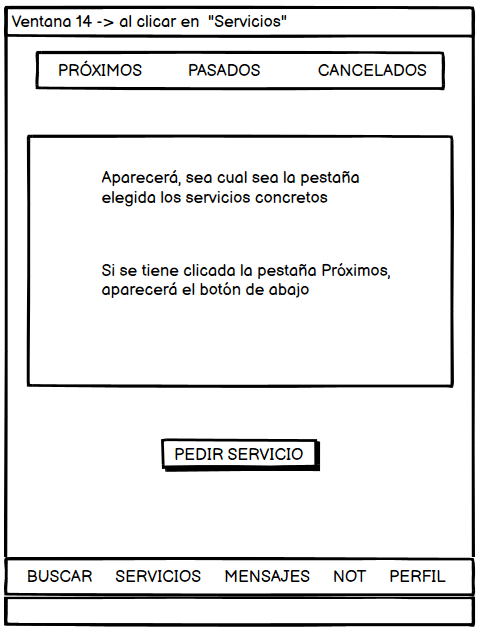 Ventana 14 -> al clicar en "Servicios"
PRÓXIMOS PASADOS CANCELADOS
Aparecerá, sea cual sea la pestaña
elegida los servicios concretos
Si se tiene clicada la pestaña Próximos,
aparecerá el botón de abajo
PEDIR SERVICIO
BUSCAR SERVICIOS MENSAJES NOT PERFIL